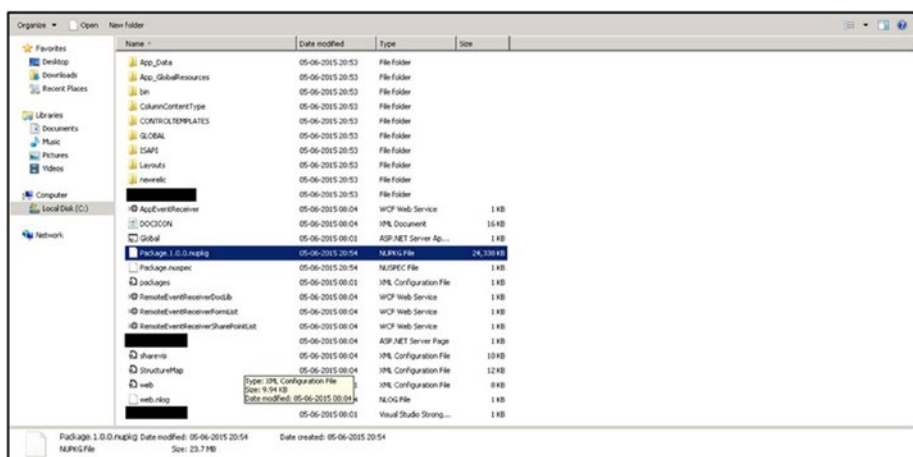 Organize Open New folder
Favorites
Desktop
Downloads
Recent Places
Libraries
Documents
Music
Pictures
Videos
Computer
Local Disk (C:)
Network
Name Date modified Type Size
App_Data 05-06-2015 20:53 File folder
App_GlobalResources 05-06-2015 20:53 File folder
bin 05-06-2015 20:53 File folder
ColumnContentType 05-06-2015 20:53 File folder
CONTROLTEMPLATES 05-06-2015 20:53 File folder
GLOBAL 05-06-2015 20:53 File folder
ISAPI 05-06-2015 20:53 File folder
Layouts 05-06-2015 20:53 File folder
newrelic 05-06-2015 20:53 File folder
05-06-2015 20:53 File folder
AppEventReceiver 05-06-2015 08:04 WCF Web Service 1 KB
DOCICON 05-06-2015 08:04 XML Document 16 KB
Global 05-06-2015 08:01 ASP.NET Server Ap... 1 KB
Package.1.0.0.nupkg 05-06-2015 20:54 NUPKG File 24,338 KB
Package.nuspec 05-06-2015 20:54 NUSPEC File 1 KB
packages 05-06-2015 08:01 XML Configuration File 1 KB
RemoteEventReceiverDocLib 05-06-2015 08:04 WCF Web Service 1 KB
RemoteEventReceiverFormList 05-06-2015 08:04 WCF Web Service 1 KB
RemoteEventReceiverSharePointList 05-06-2015 08:04 WCF Web Service 1 KB
05-06-2015 08:04 ASP.NET Server Page 1 KB
sharevis 05-06-2015 08:04 XML Configuration File 10 KB
StructureMap 05-06-2015 08:04 XML Configuration File 12 KB
web 1 XML Configuration File 8 KB
web.nlog 4 NLOG File 1 KB
05-06-2015 08:01 Visual Studio Strong.... 1 KB
Type: XML Configuration File
Size: 9.94 KB
Date modified: 05-06-2015 08:04
Package.1.0.0.nupkg Date modified: 05-06-2015 20:54 Date created: 05-06-2015 20:54
NUPKG File Size: 23.7 MB